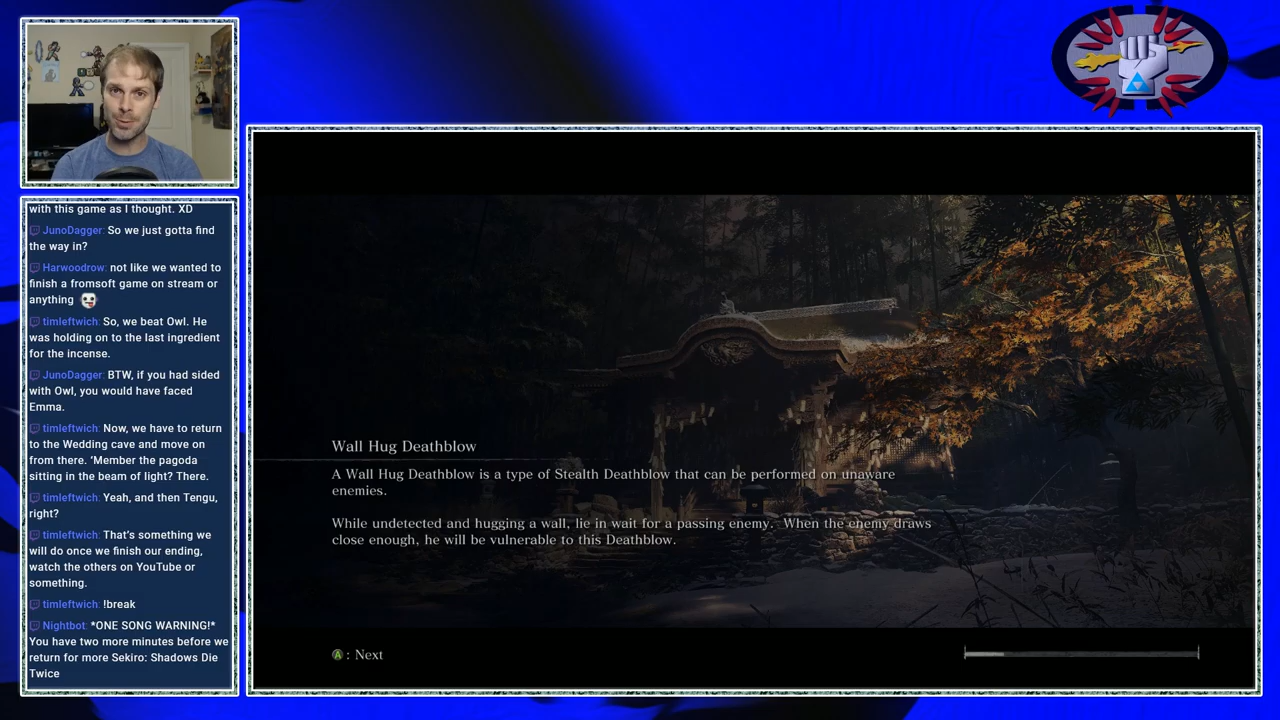 with this game as I thought. XD
JunoDagger: So we just gotta find
the way in?
Harwoodrow: not like we wanted to
finish a fromsoft game on stream or
anything
timleftwich: So, we beat Owl. He
was holding on to the last ingredient
for the incense.
JunoDagger: BTW, if you had sided
with Owl, you would have faced
Emma.
timleftwich: Now, we have to return
to the Wedding cave and move on
from there. ‘Member the pagoda
sitting in the beam of light? There.
timleftwich: Yeah, and then Tengu,
right?
timleftwich: That's something we
will do once we finish our ending,
watch the others on YouTube or
something.
timleftwich: !break
Nightbot: *ONE SONG WARNING!*
You have two more minutes before we
return for more Sekiro: Shadows Die
Twice
Wall Hug Deathblow
A Wall Hug Deathblow is a type of Stealth Deathblow that can be performed on unaware
enemies.
While undetected and hugging a wall, lie in wait for a passing enemy. When the enemy draws
close enough, he will be vulnerable to this Deathblow.
A : Next